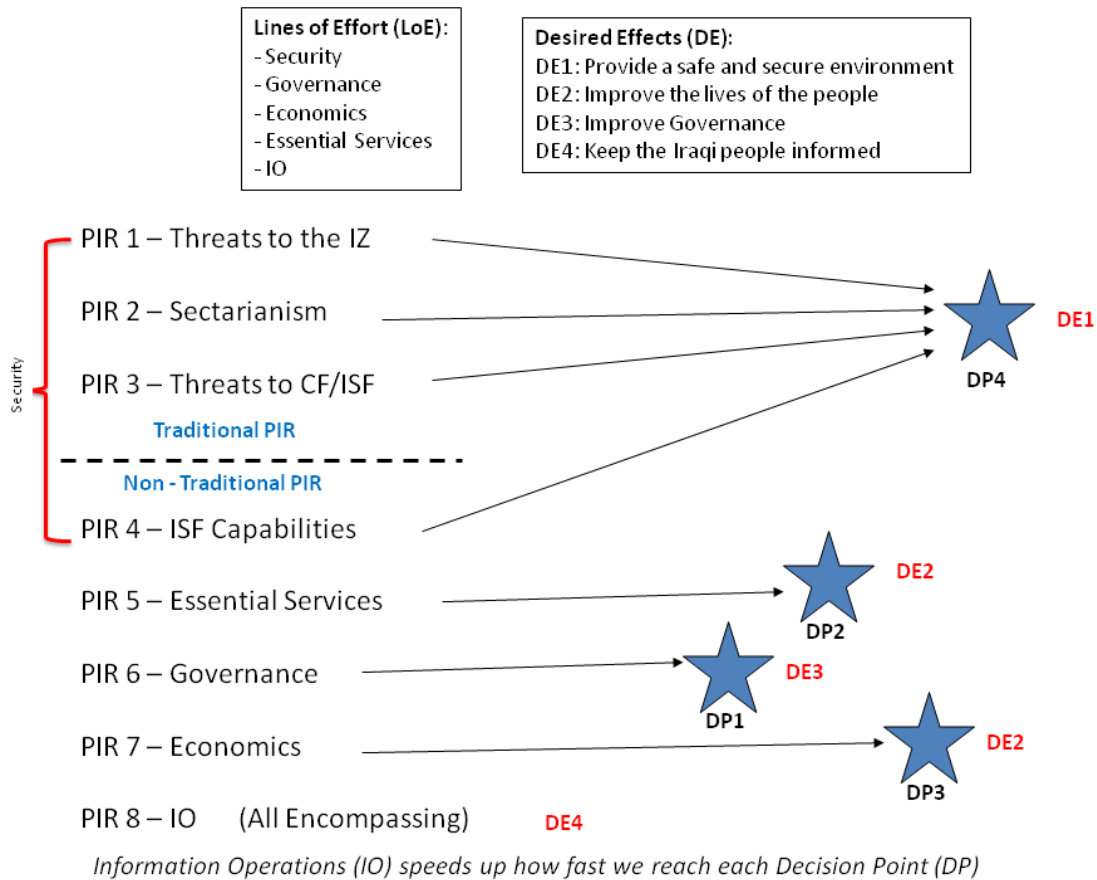 Lines of Effort (LoE):
- Security
- Governance
- Economics
- Essential Services
- IO
Desired Effects (DE):
DE1: Provide a safe and secure environment
DE2: Improve the lives of the people
DE3: Improve Governance
DE4: Keep the Iraqi people informed
Security
PIR 1 – Threats to the IZ
PIR 2 – Sectarianism
PIR 3 – Threats to CF/ISF
Traditional PIR
Non - Traditional PIR
PIR 4 – ISF Capabilities
DP4
DE1
PIR 5 – Essential Services
DP2
DE2
PIR 6 – Governance
DP1
DE3
PIR 7 – Economics
DP3
DE2
PIR 8 – IO (All Encompassing) DE4
Information Operations (IO) speeds up how fast we reach each Decision Point (DP)